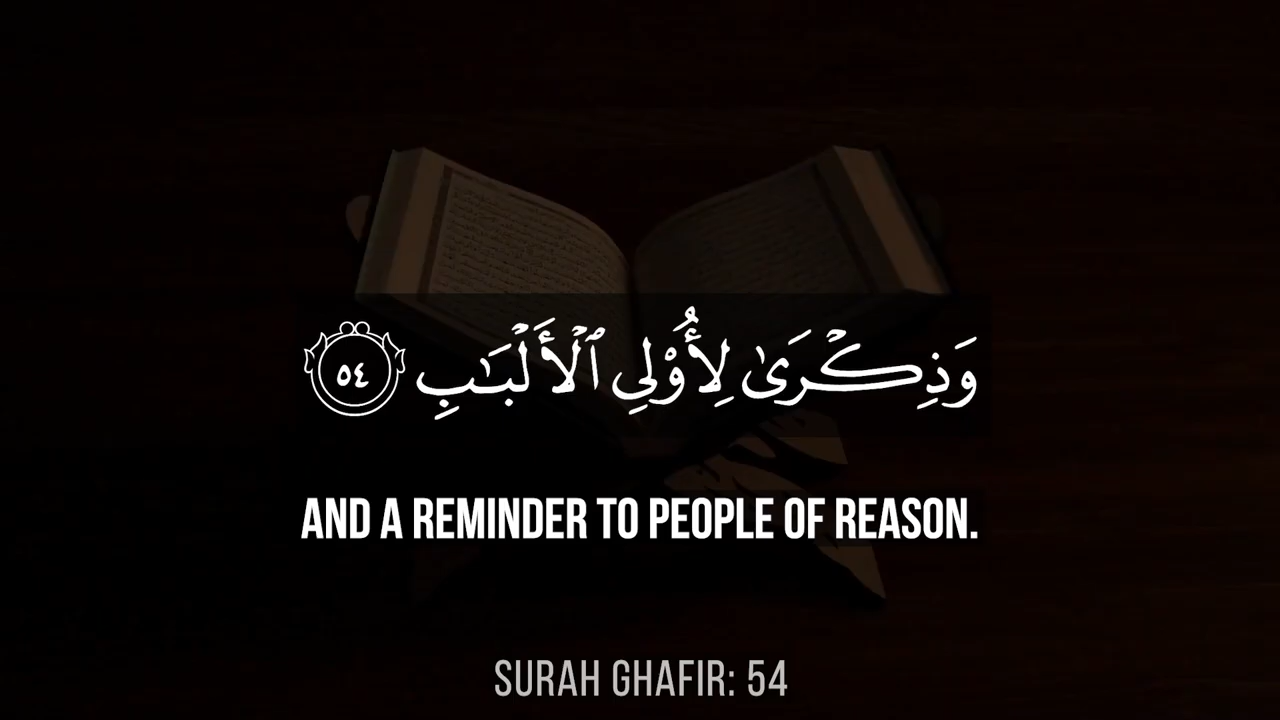 وَذِكْرَىٰ لِأُو۟لِى ٱلْأَلْبَـٰبِ ٥٤
AND A REMINDER TO PEOPLE OF REASON.
SURAH GHAFIR: 54